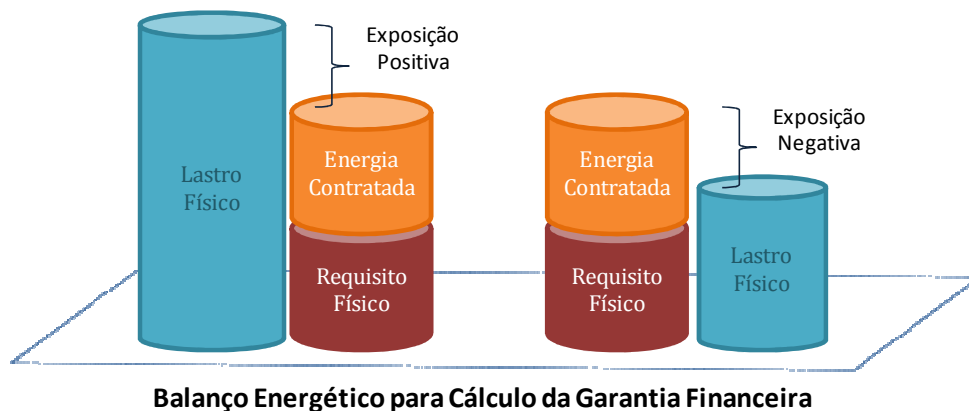 Exposição
Positiva
Lastro
Físico
Energia
Contratada
Requisito
Físico
Energia
Contratada
Requisito
Físico
Exposição
Negativa
Lastro
Físico
Balanço Energético para Cálculo da Garantia Financeira